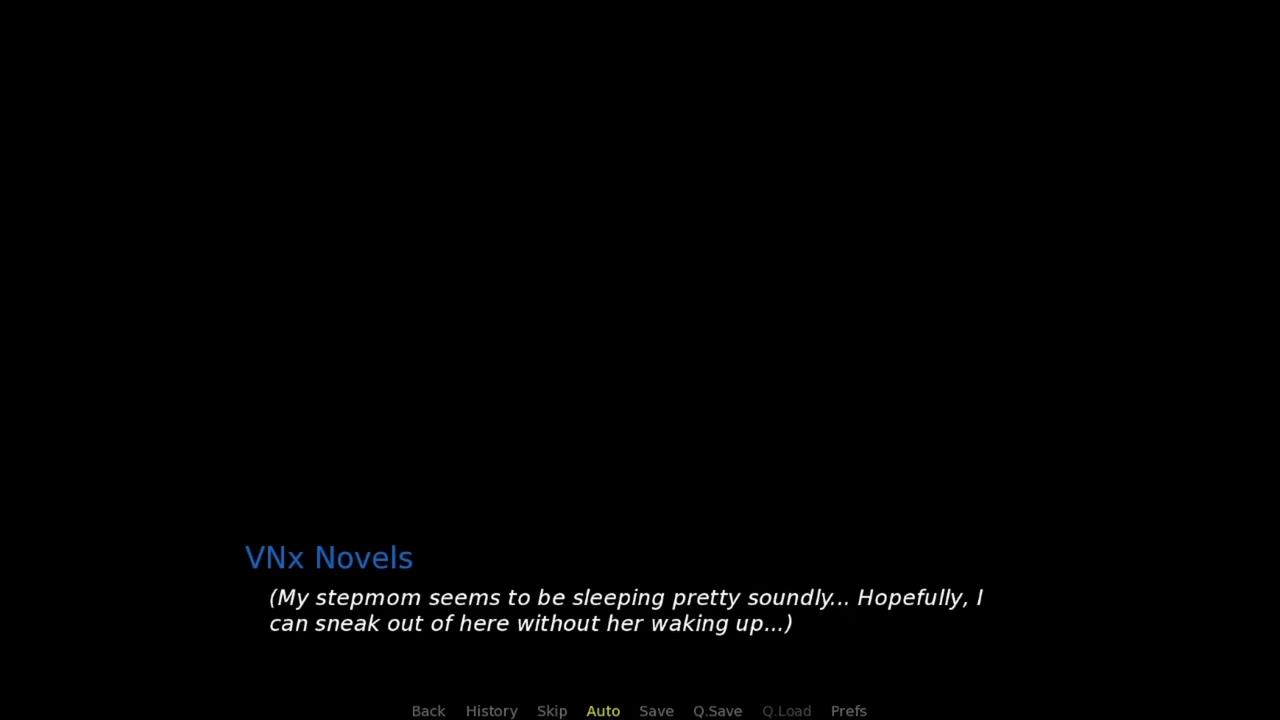 VNx Novels
(My stepmom seems to be sleeping pretty soundly... Hopefully, I
can sneak out of here without her waking up...)
Back History Skip Auto Save Q.Save Q.Load Prefs